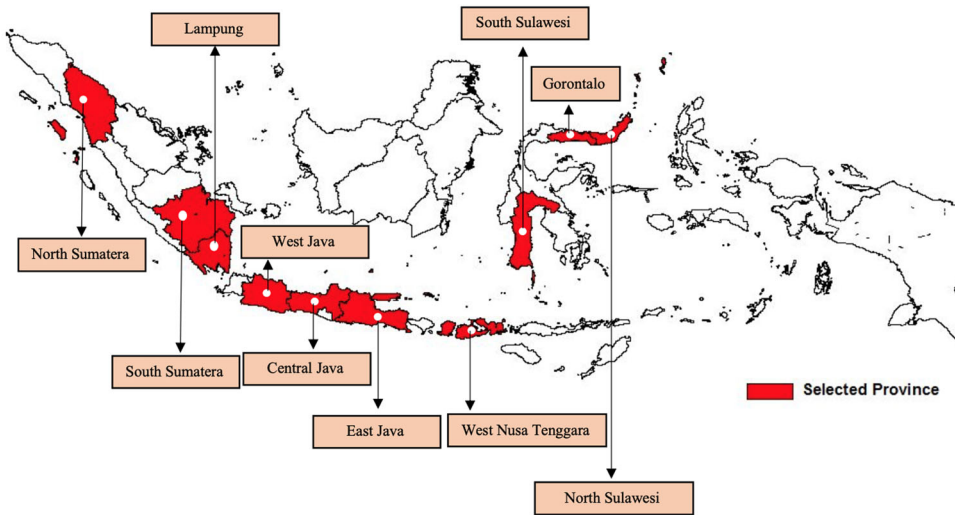 Lampung
South Sulawesi
Gorontalo
North Sumatera
West Java
South Sumatera
Central Java
East Java
West Nusa Tenggara
Selected Province
North Sulawesi